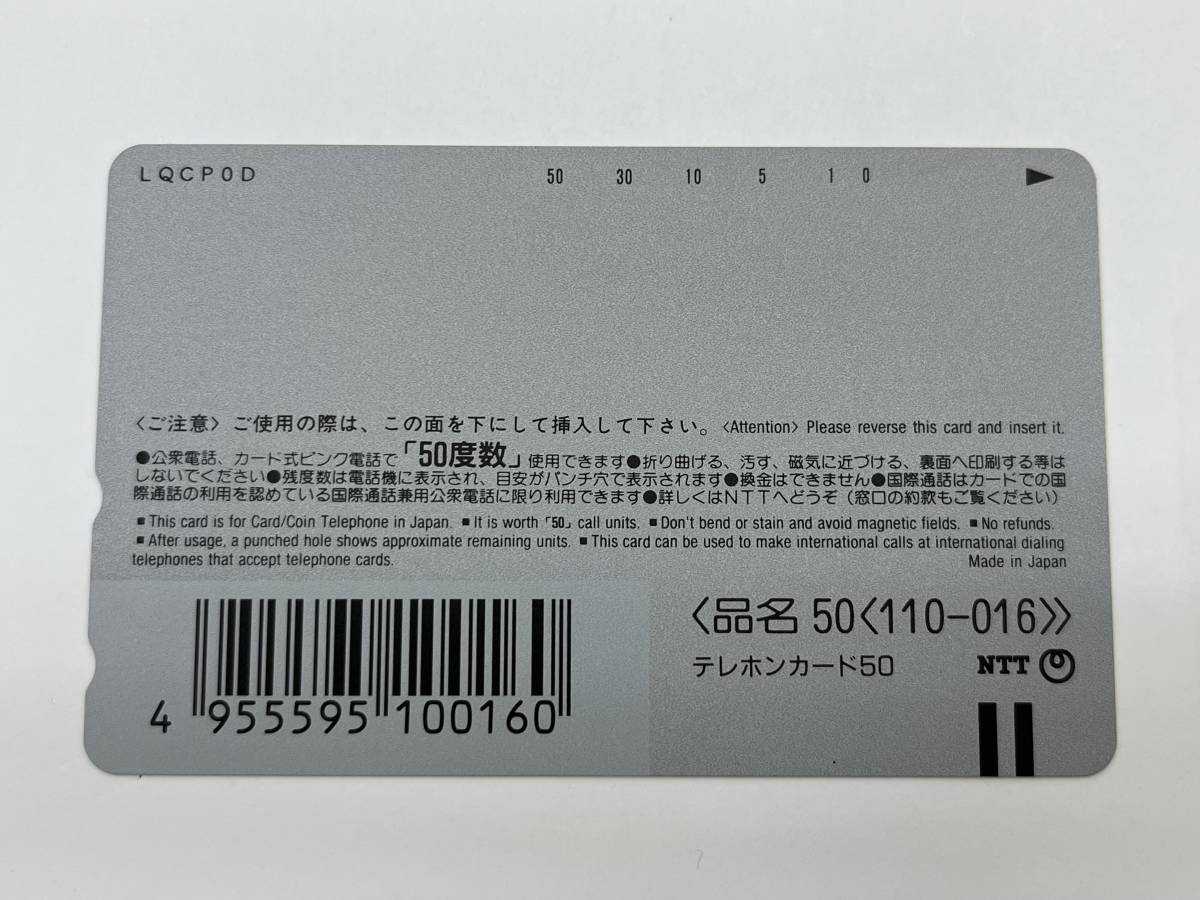 LQCP0D 50 30 10 5 1 0 ▶
〈ご注意〉ご使用の際は、この面を下にして挿入して下さい。〈Attention〉 Please reverse this card and insert it.
●公衆電話、カード式ピンク電話で「50度数」使用できます●折り曲げる、汚す、磁気に近づける、裏面へ印刷する等は
しないでください●残度数は電話機に表示され、目安がパンチ穴で表示されます●換金はできません●国際通話はカードでの国
際通話の利用を認めている国際通話兼用公衆電話に限り利用できます●詳しくはNTTへどうぞ（窓口の約款もご覧ください）
■This card is for Card/Coin Telephone in Japan. ■It is worth「50」call units. ■Don't bend or stain and avoid magnetic fields. ■No refunds.
■After usage, a punched hole shows approximate remaining units. ■This card can be used to make international calls at international dialing
telephones that accept telephone cards. Made in Japan
〈品名 50〈110-016〉〉
テレホンカード50 NTT
4 955595 100160